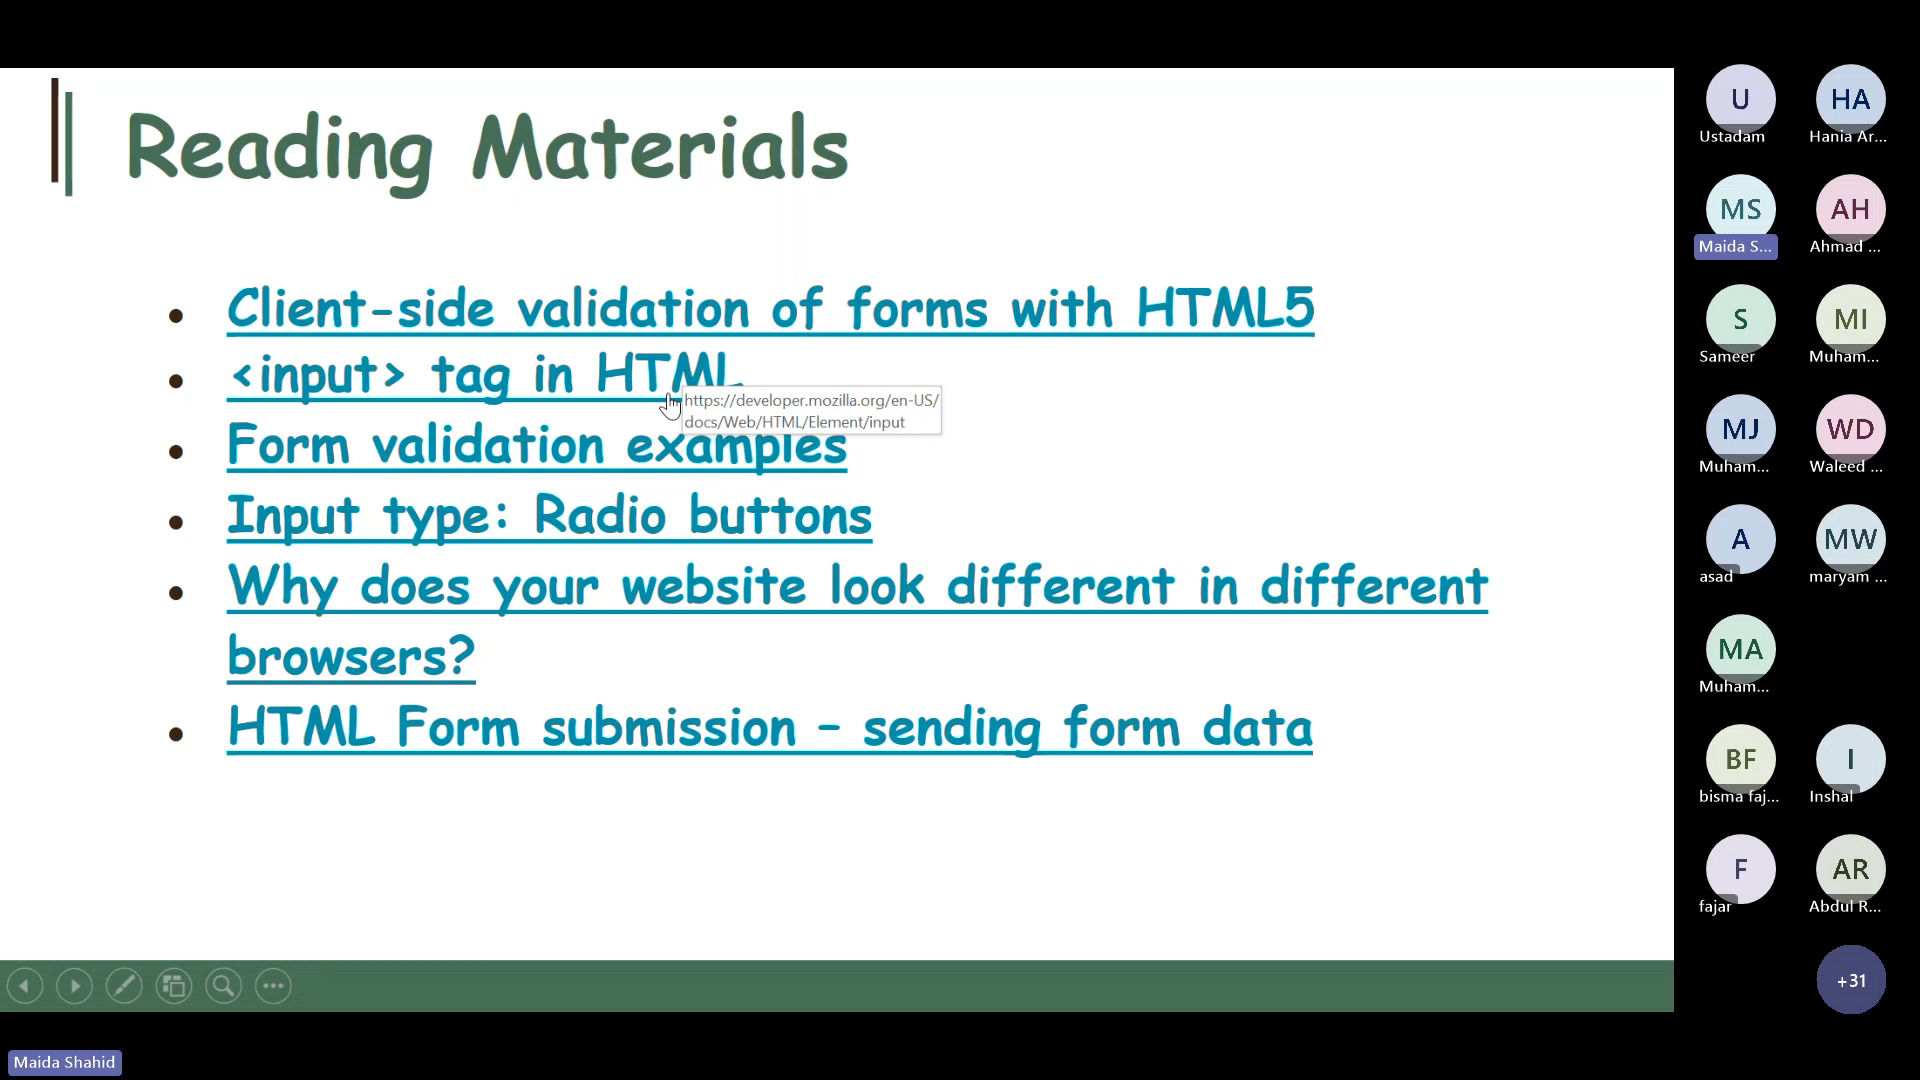 Reading Materials
• Client-side validation of forms with HTML5
• <input> tag in HTML
https://developer.mozilla.org/en-US/
docs/Web/HTML/Element/input
• Form validation examples
• Input type: Radio buttons
• Why does your website look different in different
browsers?
• HTML Form submission – sending form data
U
Ustadam
HA
Hania Ar...
MS
Maida S...
AH
Ahmad ...
S
Sameer
MI
Muham...
MJ
Muham...
WD
Waleed ...
A
asad
MW
maryam ...
MA
Muham...
BF
bisma faj...
I
Inshal
F
fajar
AR
Abdul R...
+31
Maida Shahid